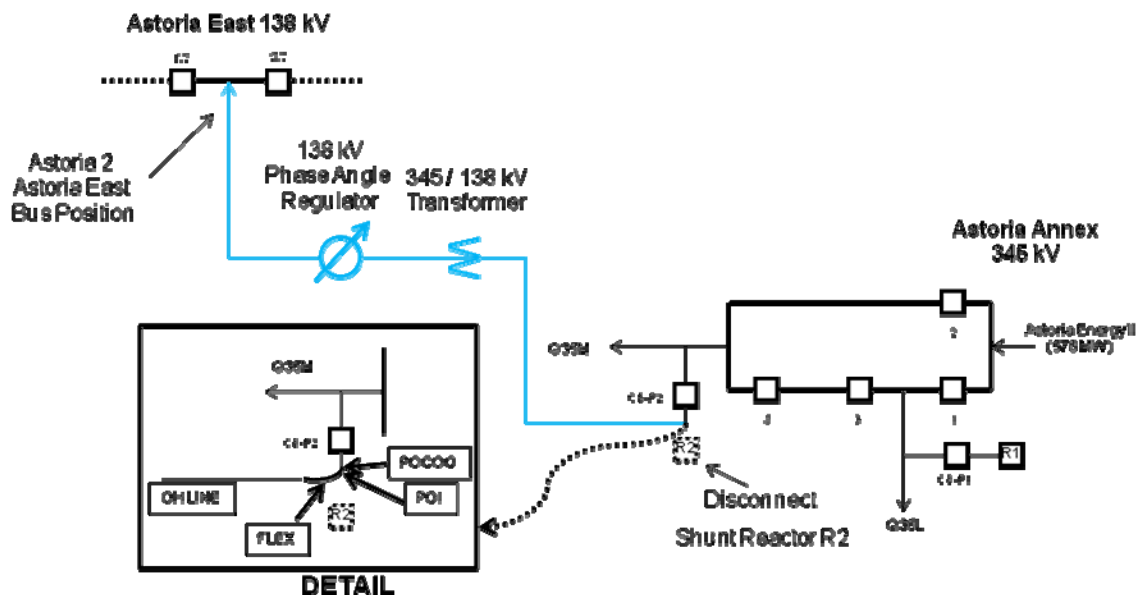 Astoria East 138 kV
Astoria 2
Astoria East
Bus Position
138 kV
Phase Angle
Regulator
345 / 138 kV
Transformer
Astoria Annex
345 kV
2
Astoria Energy II
(578 MW)
Q35M
4
3
1
R2
R1
Q35L
Disconnect
Shunt Reactor R2
Q35M
POCOO
POI
OH LINE
R2
FLEX
DETAIL